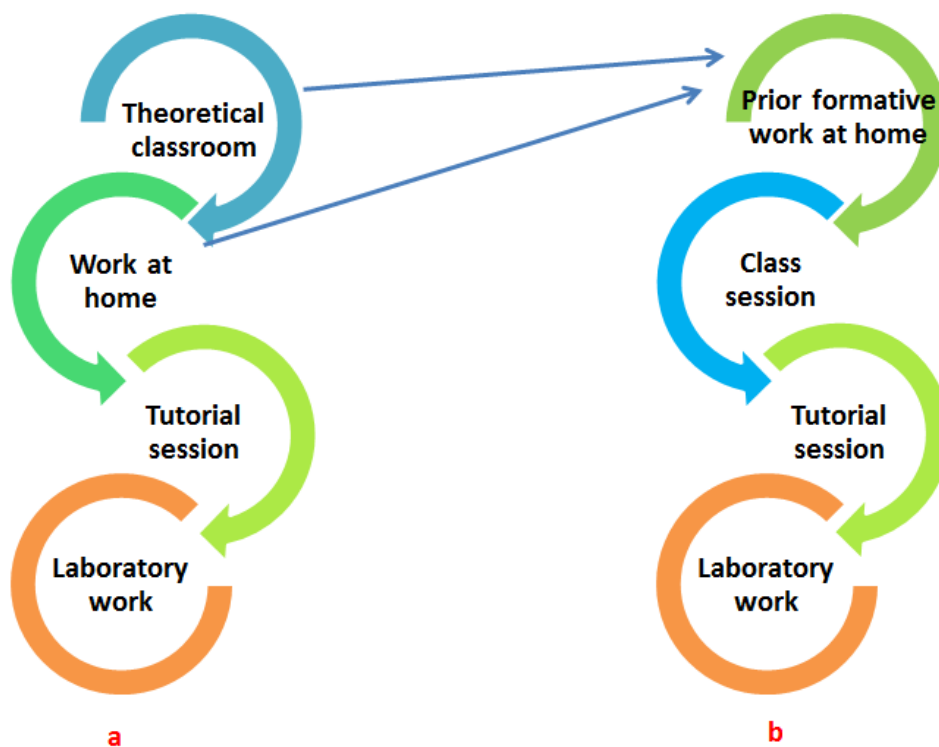 Theoretical
classroom
Work at
home
Tutorial
session
Laboratory
work
a
Prior formative
work at home
Class
session
Tutorial
session
Laboratory
work
b